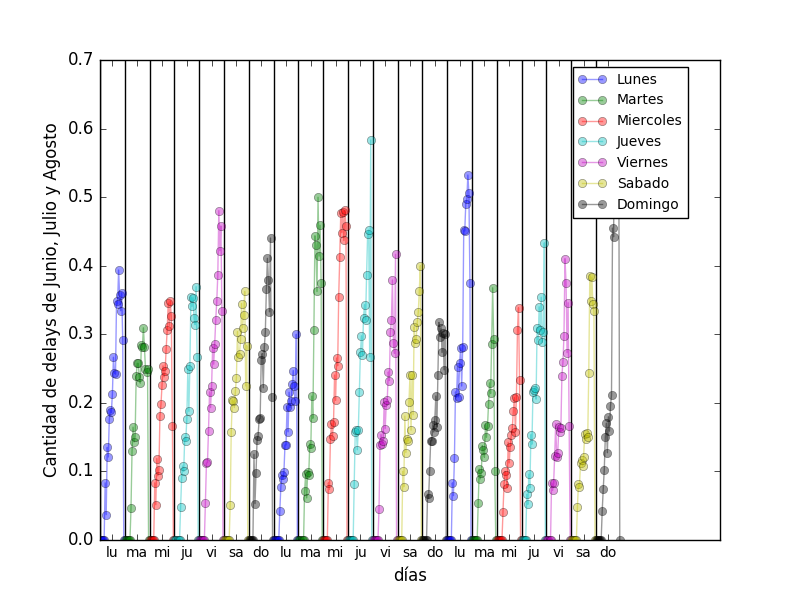 Cantidad de delays de Junio, Julio y Agosto
0.7
0.6
0.5
0.4
0.3
0.2
0.1
0.0
Lunes
Martes
Miercoles
Jueves
Viernes
Sabado
Domingo
lu ma mi ju vi sa do lu ma mi ju vi sa do lu ma mi ju vi sa do
días